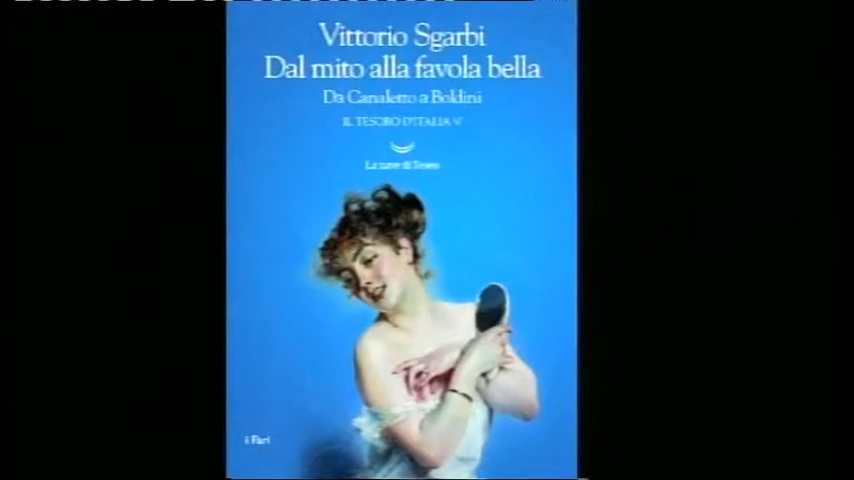 Vittorio Sgarbi
Dal mito alla favola bella
Da Canaletto a Boldini
IL TESORO D'ITALIA V
La nave di Teseo
i Fari